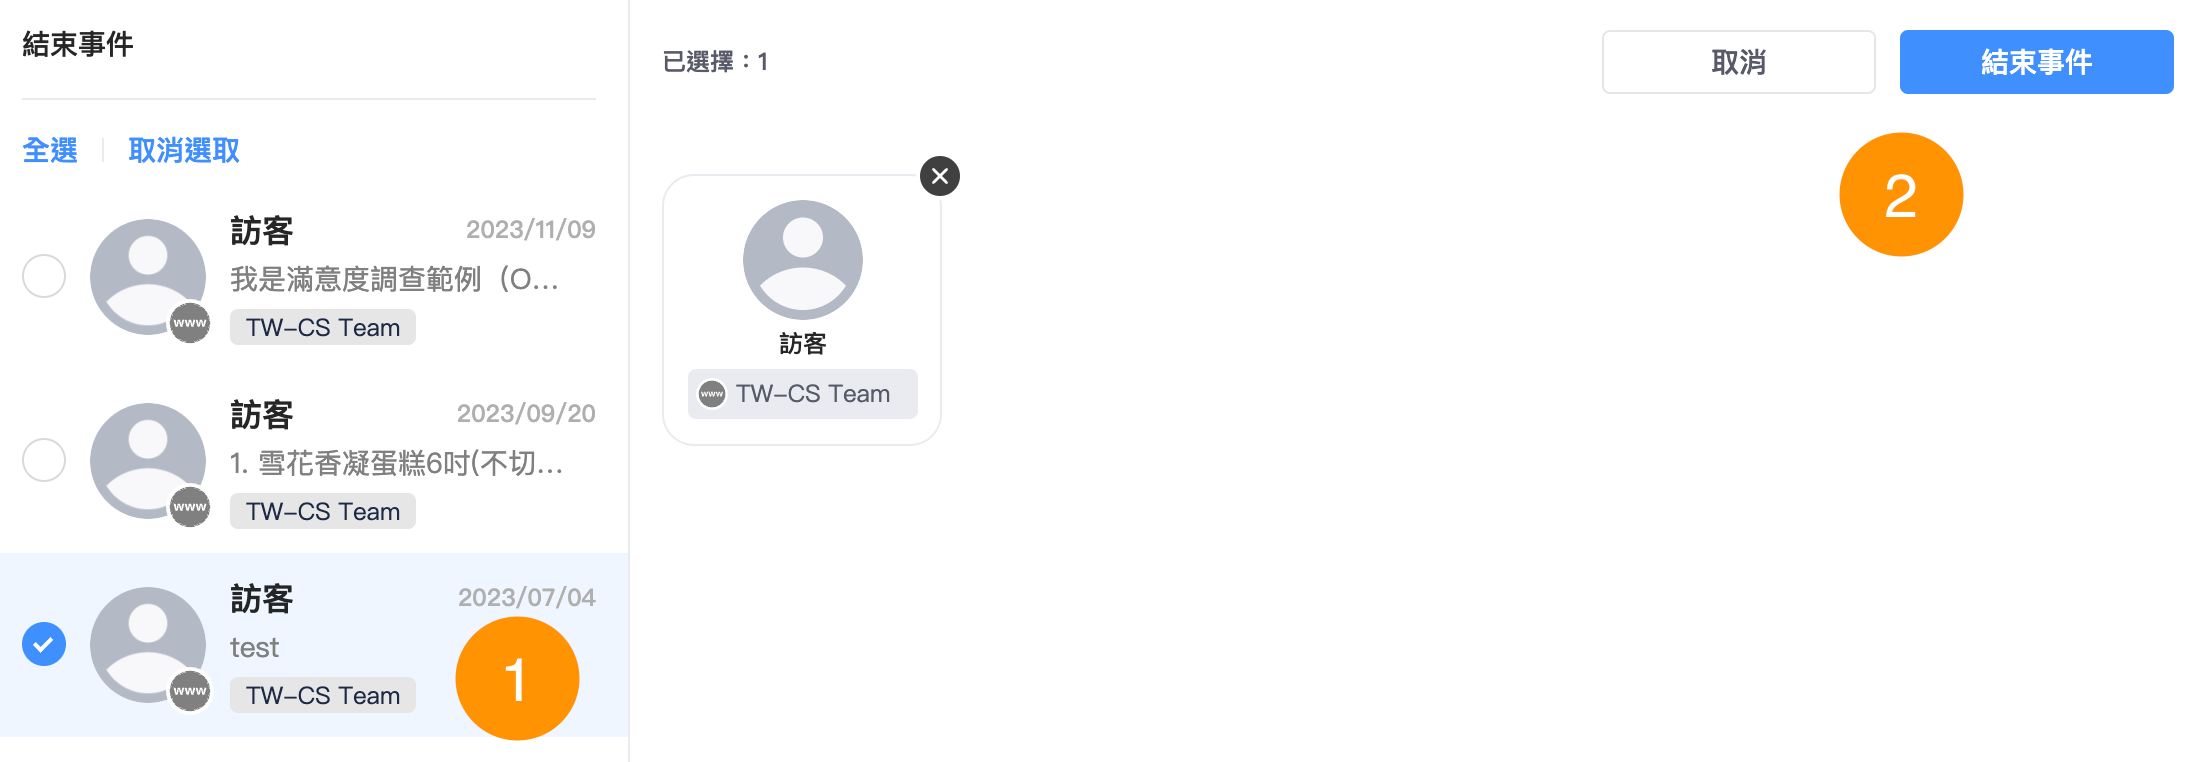 結束事件
全選
取消選取
訪客
2023/11/09
我是滿意度調查範例（O...
www
TW-CS Team
訪客
2023/09/20
1. 雪花香凝蛋糕6吋(不切...
www
TW-CS Team
訪客
2023/07/04
test
www
TW-CS Team
1
已選擇：1
取消
結束事件
2
訪客
www
TW-CS Team